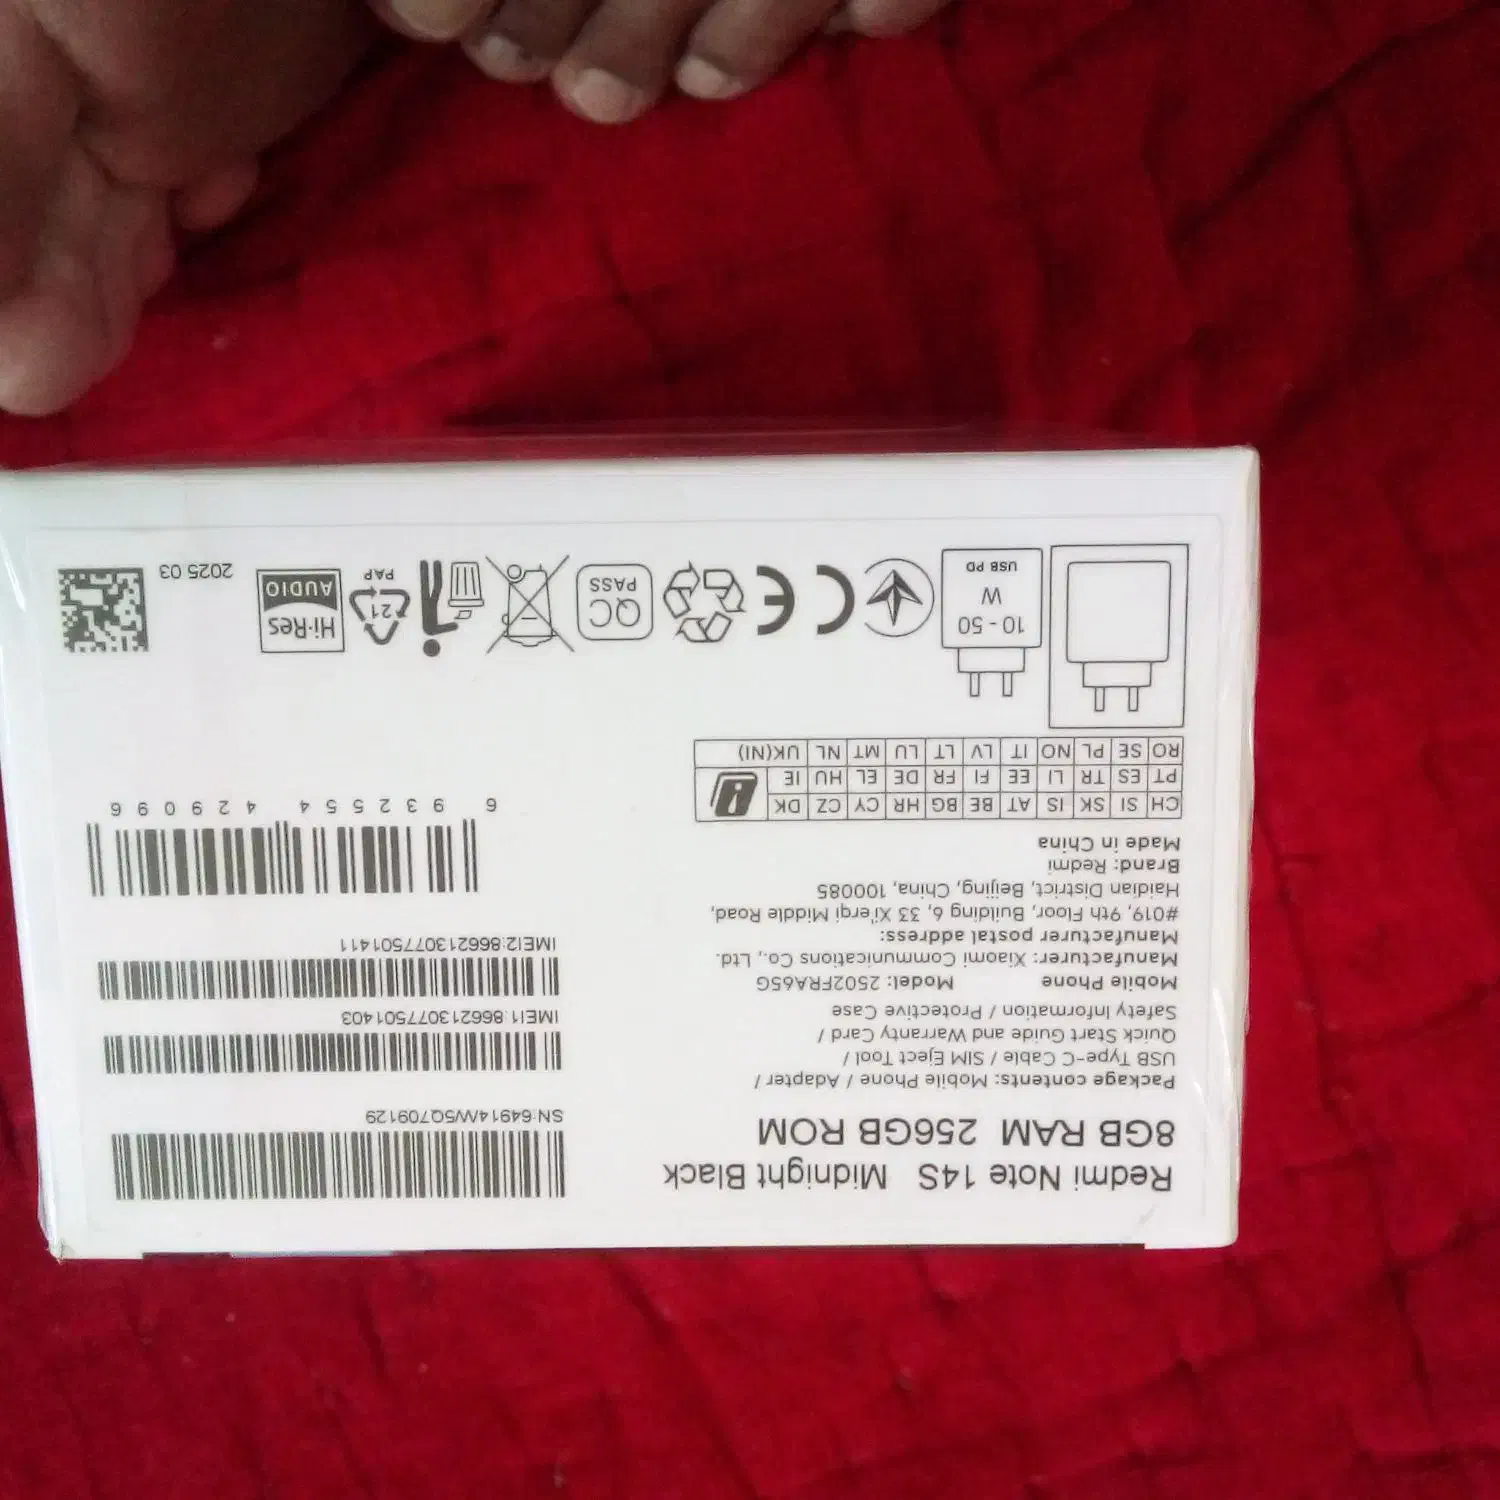 Redmi Note 14S Midnight Black
8GB RAM 256GB ROM
Package contents: Mobile Phone / Adapter /
USB Type-C Cable / SIM Eject Tool /
Quick Start Guide and Warranty Card /
Safety Information / Protective Case
Mobile Phone Model: 2502FRA65G
Manufacturer: Xiaomi Communications Co., Ltd.
Manufacturer postal address:
#019, 9th Floor, Building 6, 33 Xi'erqi Middle Road,
Haidian District, Beijing, China, 100085
Brand: Redmi
Made in China
SN:64914/W5Q709129
IMEI1:866213077501403
IMEI2:866213077501411
6 932554 429096
CH SI SK IS AT BE BG HR CY CZ DK
PT ES TR LI EE FI FR DE EL HU IE
RO SE PL NO IT LV LT LU MT NL UK(NI)
10 - 50
W
USB PD
CE
QC
PASS
21
PAP
Hi-Res
AUDIO
2025 03